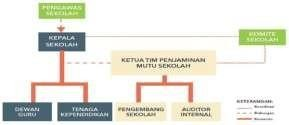 PENGAWAS
SEKOLAH
KEPALA
SEKOLAH
KOMITE
SEKOLAH
KETUA TIM PENJAMINAN
MUTU SEKOLAH
DEWAN
GURU
TENAGA
KEPENDIDIKAN
PENGEMBANG
SEKOLAH
AUDITOR
INTERNAL
KETERANGAN: